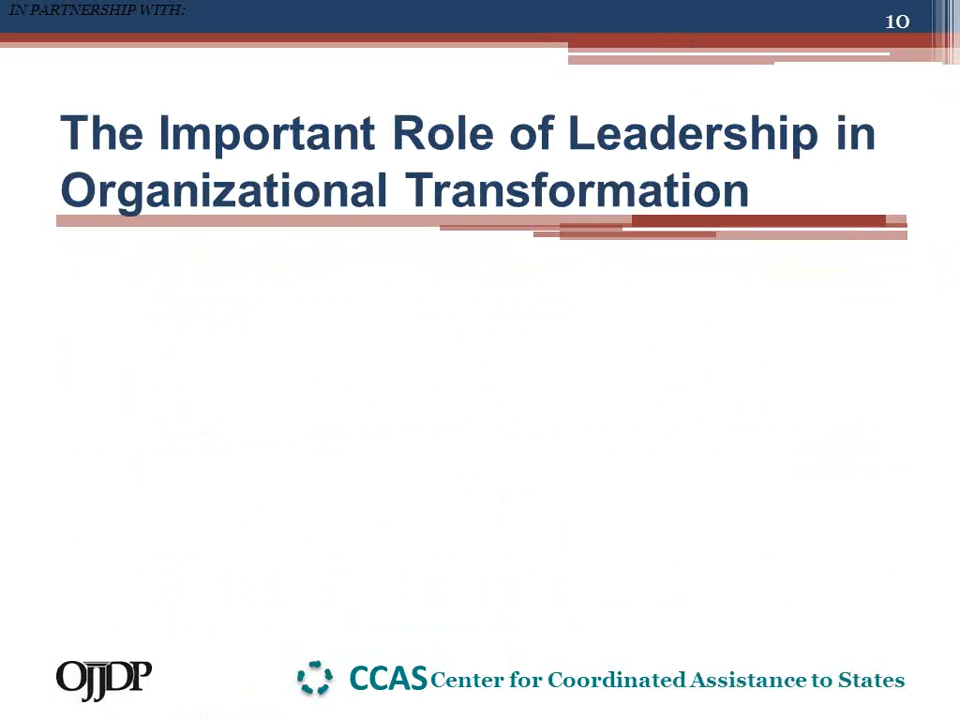 IN PARTNERSHIP WITH:
10
The Important Role of Leadership in
Organizational Transformation
OJJDP
CCAS Center for Coordinated Assistance to States